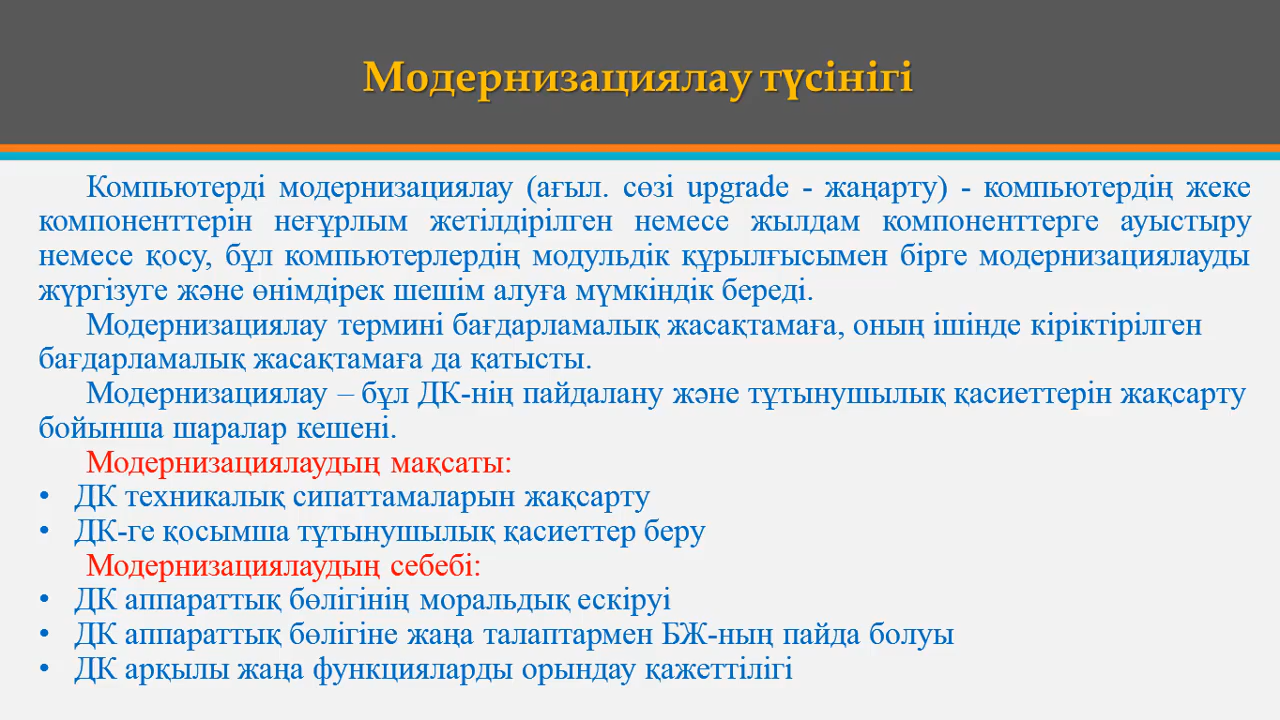 Модернизациялау түсінігі
Компьютерді модернизациялау (ағыл. сөзі upgrade - жаңарту) - компьютердің жеке
компоненттерін неғұрлым жетілдірілген немесе жылдам компоненттерге ауыстыру
немесе қосу, бұл компьютерлердің модульдік құрылғысымен бірге модернизациялауды
жүргізуге және өнімдірек шешім алуға мүмкіндік береді.
Модернизациялау термині бағдарламалық жасақтамаға, оның ішінде кіріктірілген
бағдарламалық жасақтамаға да қатысты.
Модернизациялау – бұл ДК-нің пайдалану және тұтынушылық қасиеттерін жақсарту
бойынша шаралар кешені.
Модернизациялаудың мақсаты:
• ДК техникалық сипаттамаларын жақсарту
• ДК-ге қосымша тұтынушылық қасиеттер беру
Модернизациялаудың себебі:
• ДК аппараттық бөлігінің моральдық ескіруі
• ДК аппараттық бөлігіне жаңа талаптармен БЖ-ның пайда болуы
• ДК арқылы жаңа функцияларды орындау қажеттілігі